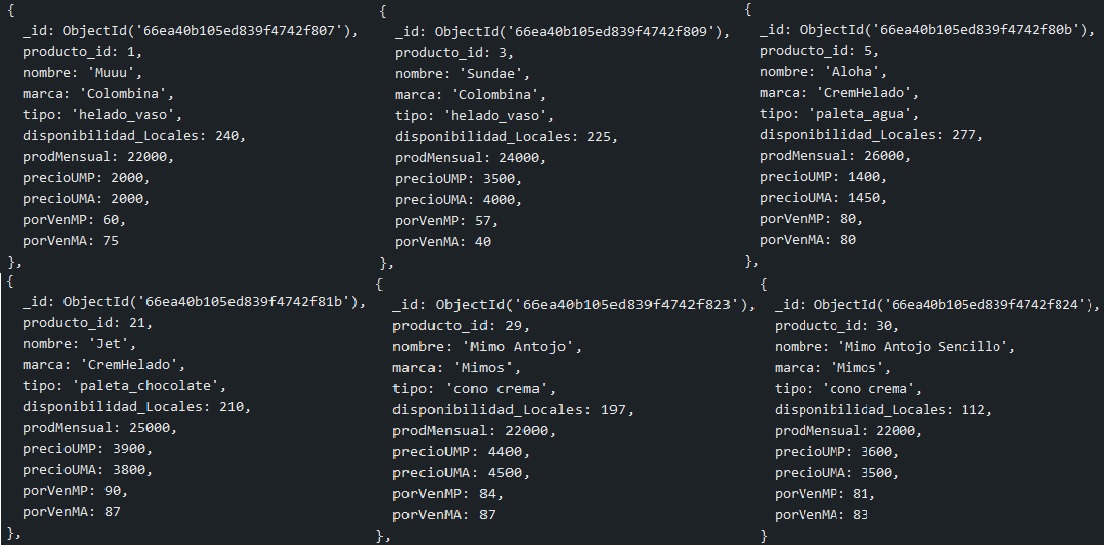 {
  _id: ObjectId('66ea40b105ed839f4742f807'),
  producto_id: 1,
  nombre: 'Muuu',
  marca: 'Colombina',
  tipo: 'helado_vaso',
  disponibilidad_Locales: 240,
  prodMensual: 22000,
  precioUMP: 2000,
  precioUMA: 2000,
  porVenMP: 60,
  porVenMA: 75
},
{
  _id: ObjectId('66ea40b105ed839f4742f809'),
  producto_id: 3,
  nombre: 'Sundae',
  marca: 'Colombina',
  tipo: 'helado_vaso',
  disponibilidad_Locales: 225,
  prodMensual: 24000,
  precioUMP: 3500,
  precioUMA: 4000,
  porVenMP: 57,
  porVenMA: 40
},
{
  _id: ObjectId('66ea40b105ed839f4742f80b'),
  producto_id: 5,
  nombre: 'Aloha',
  marca: 'CremHelado',
  tipo: 'paleta_agua',
  disponibilidad_Locales: 277,
  prodMensual: 26000,
  precioUMP: 1400,
  precioUMA: 1450,
  porVenMP: 80,
  porVenMA: 80
},
{
  _id: ObjectId('66ea40b105ed839f4742f81b'),
  producto_id: 21,
  nombre: 'Jet',
  marca: 'CremHelado',
  tipo: 'paleta_chocolate',
  disponibilidad_Locales: 210,
  prodMensual: 25000,
  precioUMP: 3900,
  precioUMA: 3800,
  porVenMP: 90,
  porVenMA: 87
},
{
  _id: ObjectId('66ea40b105ed839f4742f823'),
  producto_id: 29,
  nombre: 'Mimo Antojo',
  marca: 'Mimos',
  tipo: 'cono crema',
  disponibilidad_Locales: 197,
  prodMensual: 22000,
  precioUMP: 4400,
  precioUMA: 4500,
  porVenMP: 84,
  porVenMA: 87
},
{
  _id: ObjectId('66ea40b105ed839f4742f824'),
  producto_id: 30,
  nombre: 'Mimo Antojo Sencillo',
  marca: 'Mimos',
  tipo: 'cono crema',
  disponibilidad_Locales: 112,
  prodMensual: 22000,
  precioUMP: 3600,
  precioUMA: 3500,
  porVenMP: 81,
  porVenMA: 83
}